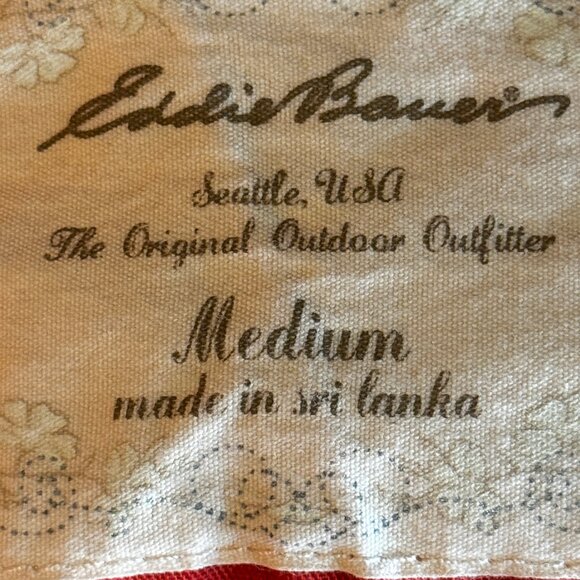 Eddie Bauer®
Seattle, USA
The Original Outdoor Outfitter
Medium
made in sri lanka